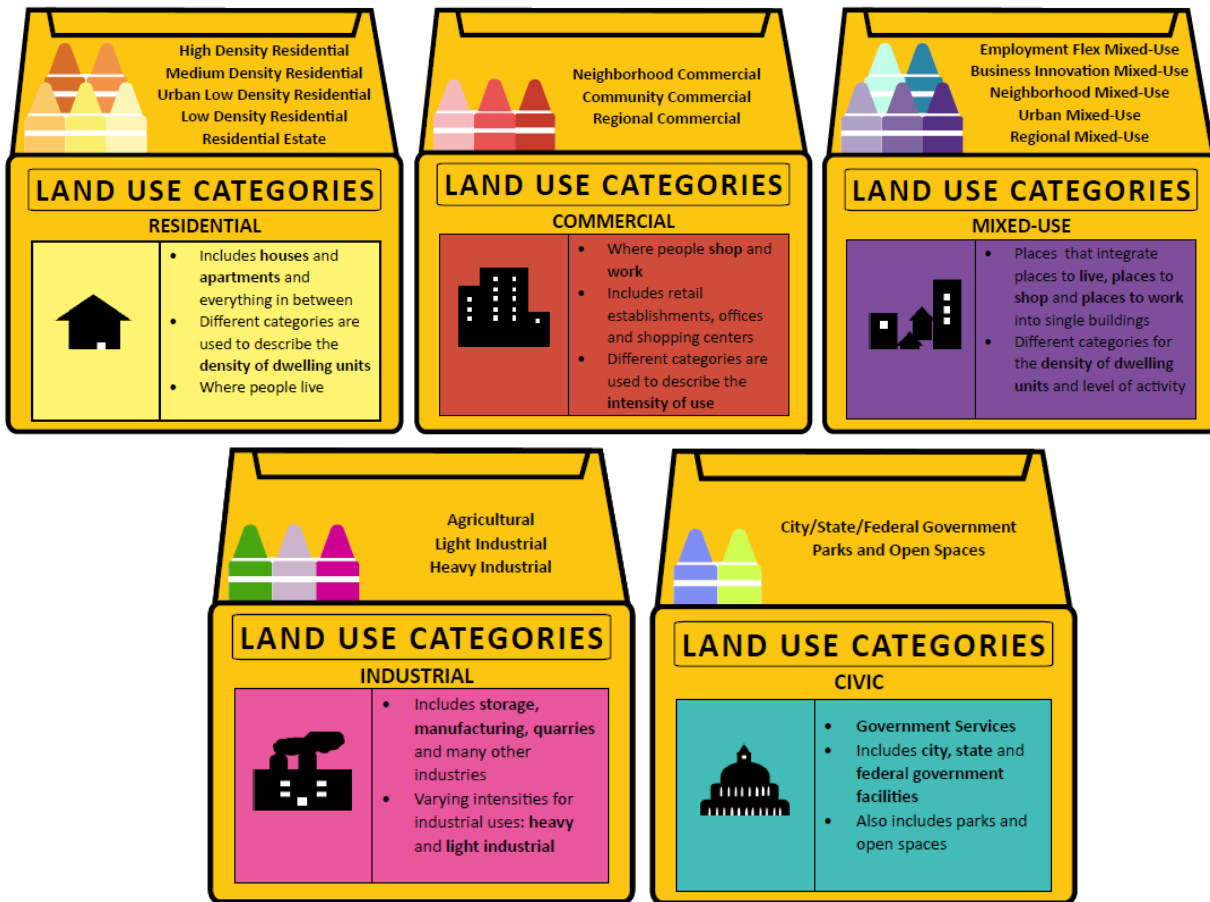 High Density Residential
Medium Density Residential
Urban Low Density Residential
Low Density Residential
Residential Estate
LAND USE CATEGORIES
RESIDENTIAL
• Includes houses and
apartments and
everything in between
• Different categories are
used to describe the
density of dwelling units
• Where people live
Neighborhood Commercial
Community Commercial
Regional Commercial
LAND USE CATEGORIES
COMMERCIAL
• Where people shop and
work
• Includes retail
establishments, offices
and shopping centers
• Different categories are
used to describe the
intensity of use
Employment Flex Mixed-Use
Business Innovation Mixed-Use
Neighborhood Mixed-Use
Urban Mixed-Use
Regional Mixed-Use
LAND USE CATEGORIES
MIXED-USE
• Places that integrate
places to live, places to
shop and places to work
into single buildings
• Different categories for
the density of dwelling
units and level of activity
Agricultural
Light Industrial
Heavy Industrial
LAND USE CATEGORIES
INDUSTRIAL
• Includes storage,
manufacturing, quarries
and many other
industries
• Varying intensities for
industrial uses: heavy
and light industrial
City/State/Federal Government
Parks and Open Spaces
LAND USE CATEGORIES
CIVIC
• Government Services
• Includes city, state and
federal government
facilities
• Also includes parks and
open spaces